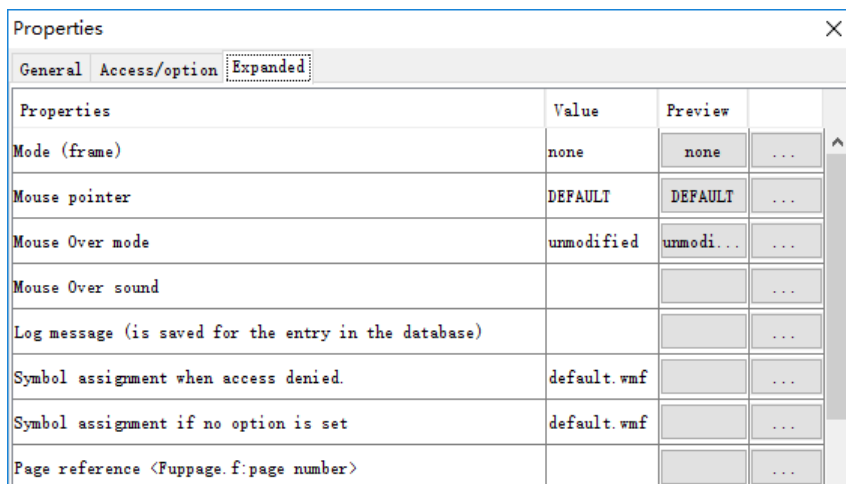 Properties
General Access/option Expanded
Properties Value Preview
Mode (frame) none none ...
Mouse pointer DEFAULT DEFAULT ...
Mouse Over mode unmodified unmodi... ...
Mouse Over sound ...
Log message (is saved for the entry in the database) ...
Symbol assignment when access denied. default.wmf ...
Symbol assignment if no option is set default.wmf ...
Page reference <Fuppage.f:page number> ...